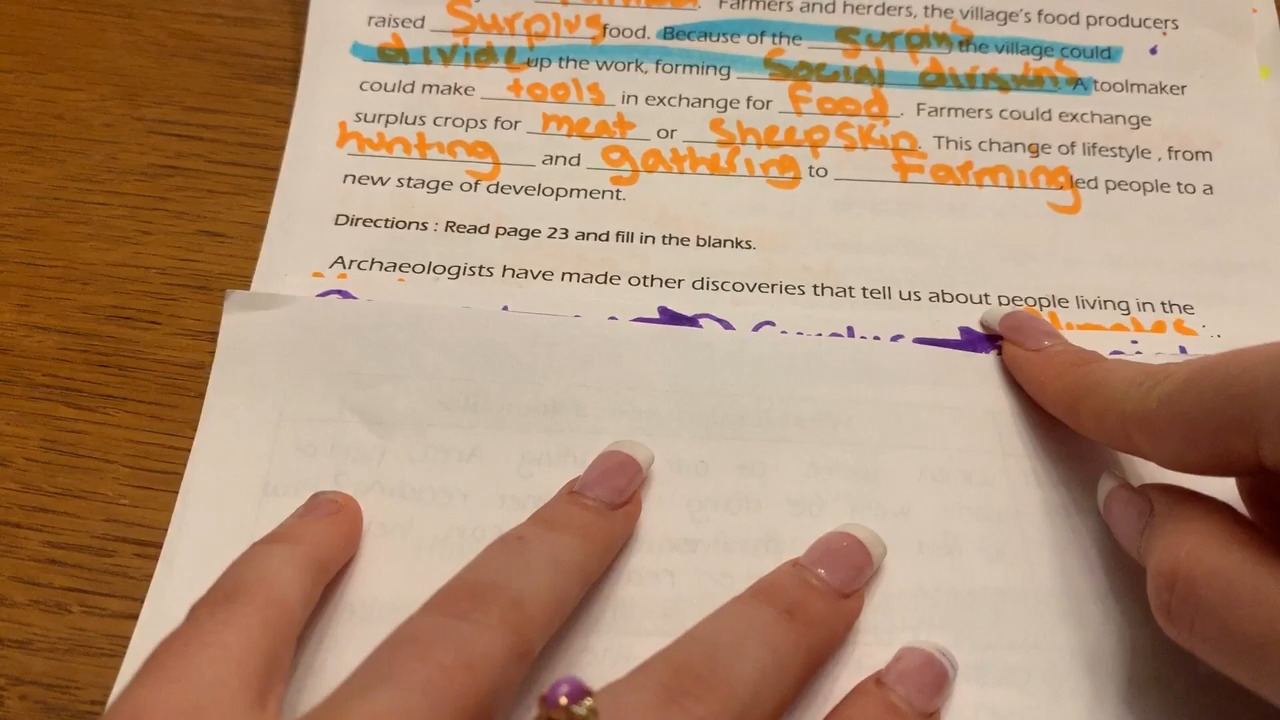 Farmers and herders, the village's food producers
raised Surplus food. Because of the surplus the village could
divide up the work, forming Social divisions. A toolmaker
could make tools in exchange for food. Farmers could exchange
surplus crops for meat or sheepskin. This change of lifestyle, from
hunting and gathering to Farming, led people to a
new stage of development.
Directions : Read page 23 and fill in the blanks.
Archaeologists have made other discoveries that tell us about people living in the